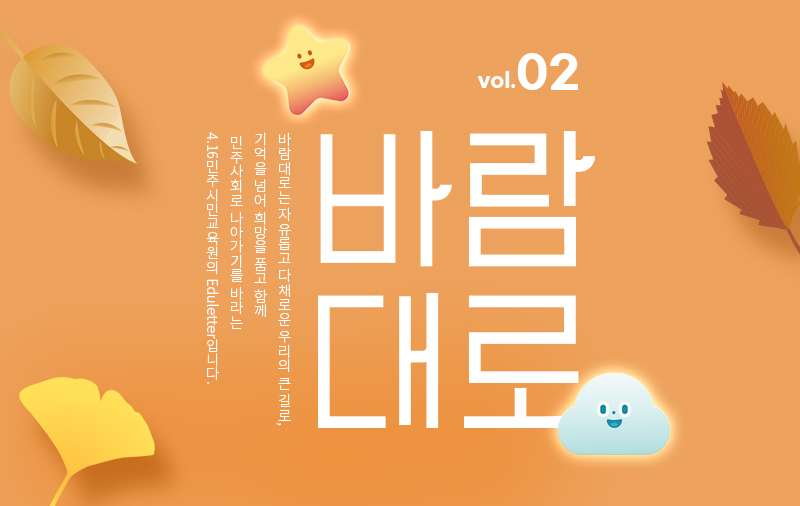 vol.02
바람
대로
바람대로는 자유롭고 다채로운 우리의 큰 길로,
기억을 넘어 희망을 품고 함께
민주사회로 나아가기를 바라는
4.16민주시민교육원의 Eduletter입니다.